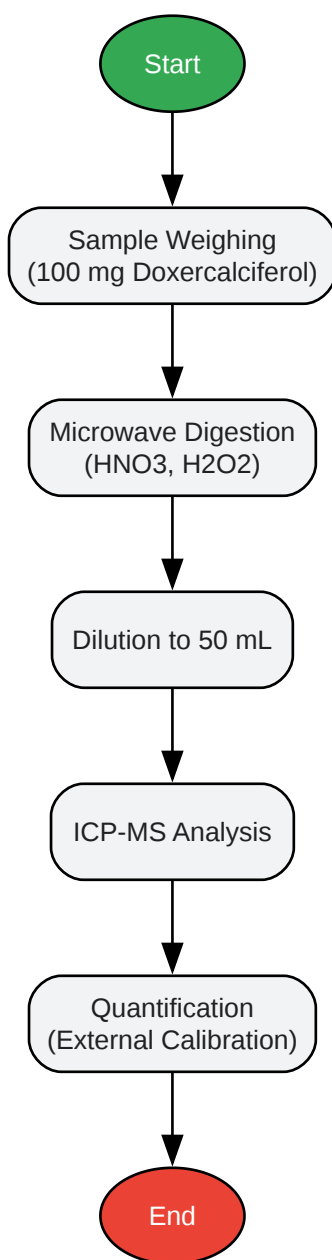 Start
Sample Weighing
(100 mg Doxercalciferol)
Microwave Digestion
(HNO3, H2O2)
Dilution to 50 mL
ICP-MS Analysis
Quantification
(External Calibration)
End